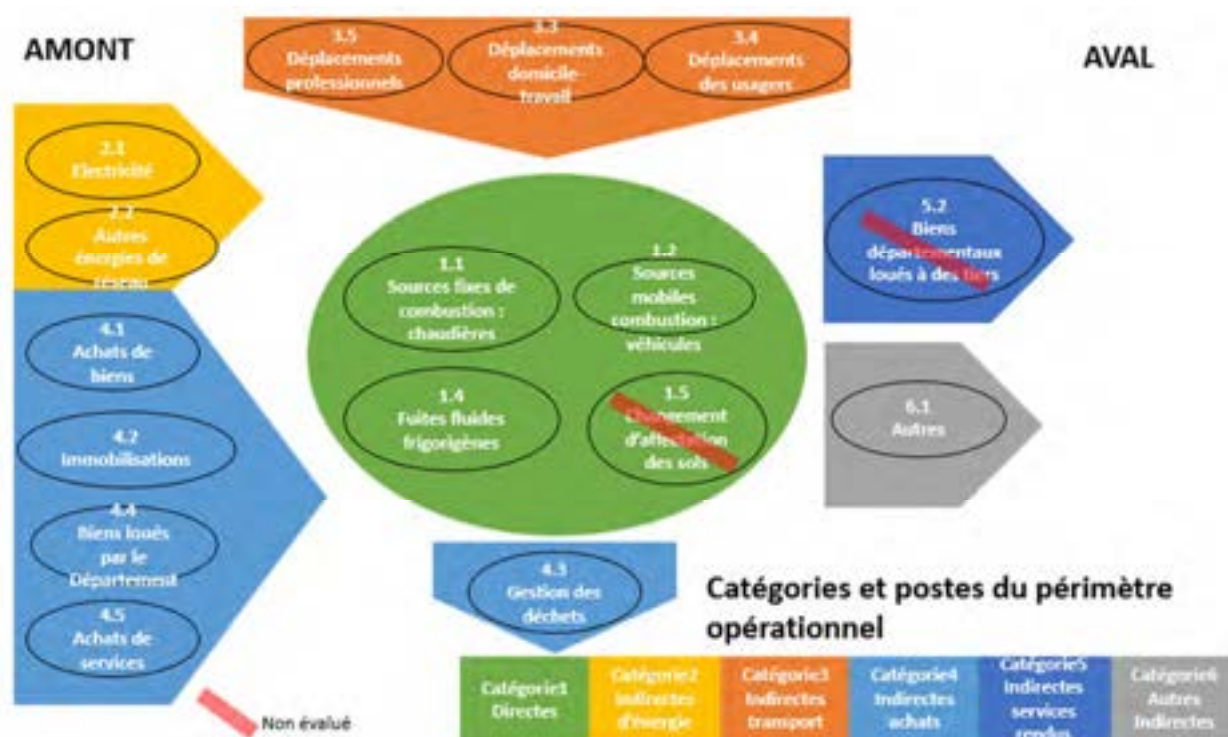 AMONT
3.5
Déplacements
professionnels
3.3
Déplacements
domicile-
travail
3.4
Déplacements
des usagers
AVAL
2.1
Electricité
2.2
Autres
énergies de
réseau
4.1
Achats de
biens
4.2
Immobilisations
4.4
Biens loués
par le
Département
4.5
Achats de
services
1.1
Sources fixes de
combustion :
chaudières
1.2
Sources
mobiles
combustion :
véhicules
1.4
Fuites fluides
frigorigènes
1.5
Changement
d'affectation
des sols
5.2
Biens
départementaux
loués à des tiers
6.1
Autres
4.3
Gestion des
déchets
Non évalué
Catégories et postes du périmètre
opérationnel
Catégorie1
Directes
Catégorie2
Indirectes
d'énergie
Catégorie3
Indirectes
transport
Catégorie4
Indirectes
achats
Catégorie5
Indirectes
services
rendus
Catégorie6
Autres
Indirectes